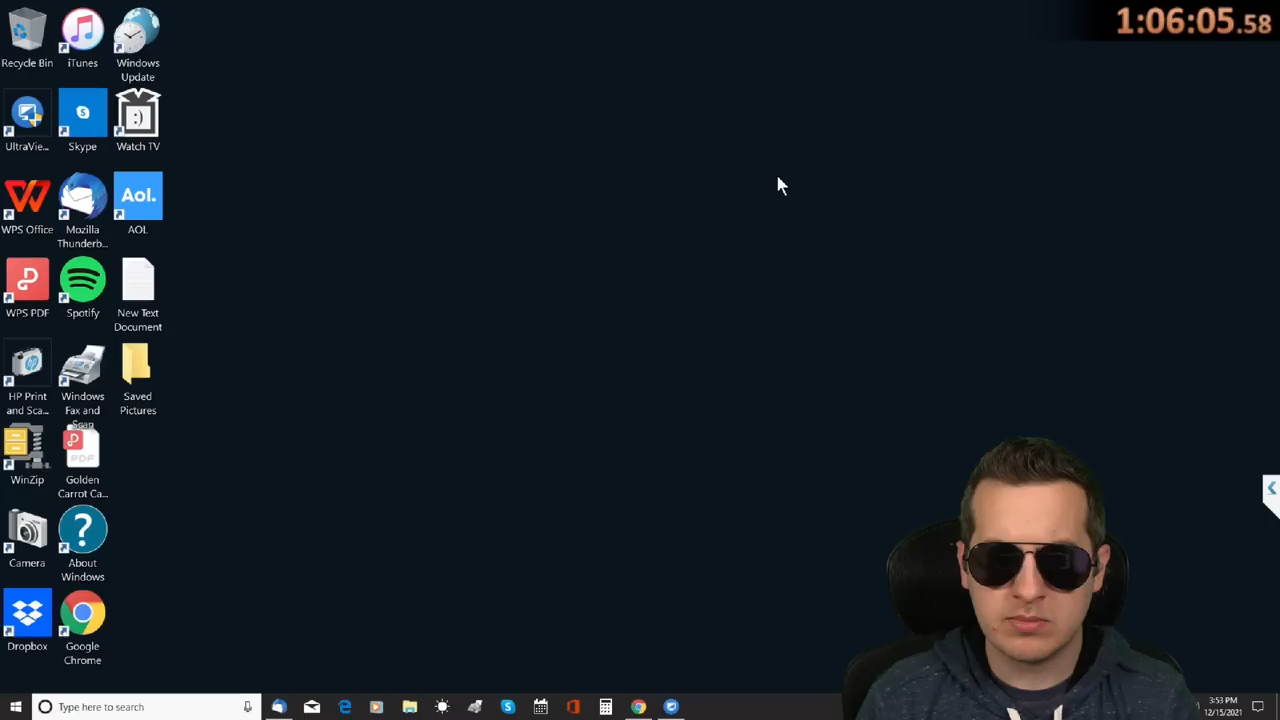 1:06:05.58
Recycle Bin
iTunes
Windows
Update
UltraVie...
Skype
:)
Watch TV
WPS Office
Mozilla
Thunderb...
Aol.
AOL
WPS PDF
Spotify
New Text
Document
HP Print
and Sca...
Windows
Fax and
Scan
Saved
Pictures
WinZip
PDF
Golden
Carrot Ca...
Camera
?
About
Windows
Dropbox
Google
Chrome
Type here to search
3:53 PM
12/15/2021